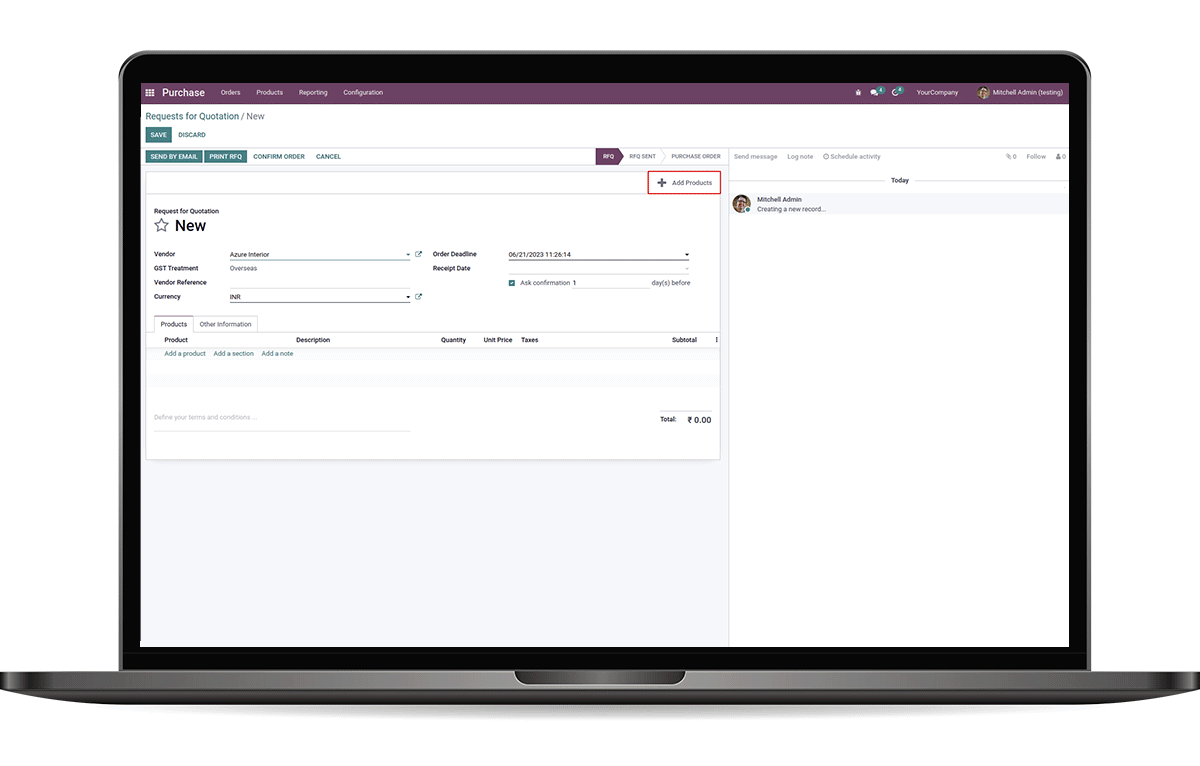 Purchase Orders Products Reporting Configuration 4 4 YourCompany Mitchell Admin (testing)
Requests for Quotation / New
SAVE DISCARD
SEND BY EMAIL PRINT RFQ CONFIRM ORDER CANCEL RFQ RFQ SENT PURCHASE ORDER
Send message Log note Schedule activity 0 Follow 0
Add Products
Today
Mitchell Admin
Creating a new record...
Request for Quotation
New
Vendor Azure Interior Order Deadline 06/21/2023 11:26:14
GST Treatment Overseas Receipt Date
Vendor Reference Ask confirmation 1 day(s) before
Currency INR
Products Other Information
Product Description Quantity Unit Price Taxes Subtotal
Add a product Add a section Add a note
Define your terms and conditions ...
Total: ₹ 0.00